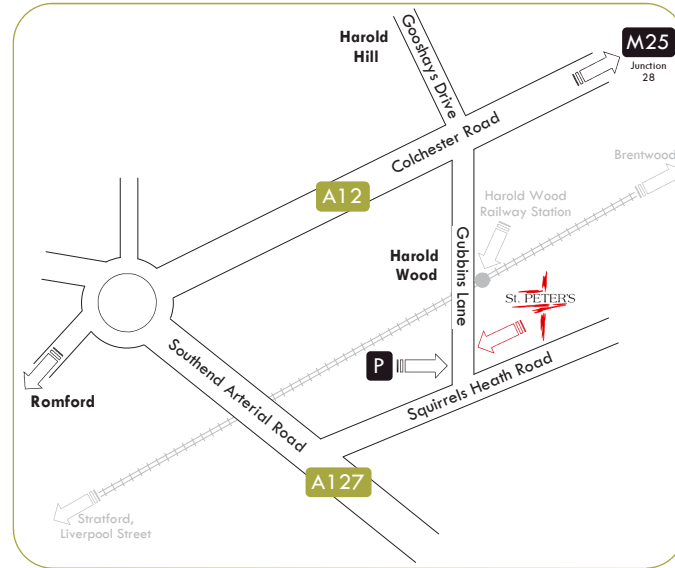 Harold
Hill
Gooshays Drive
M25
Junction
28
Colchester Road
Brentwood
A12
Harold Wood
Railway Station
Harold
Wood
Gubbins Lane
St. PETER'S
P
Squirrels Heath Road
Southend Arterial Road
Romford
A127
Stratford,
Liverpool Street